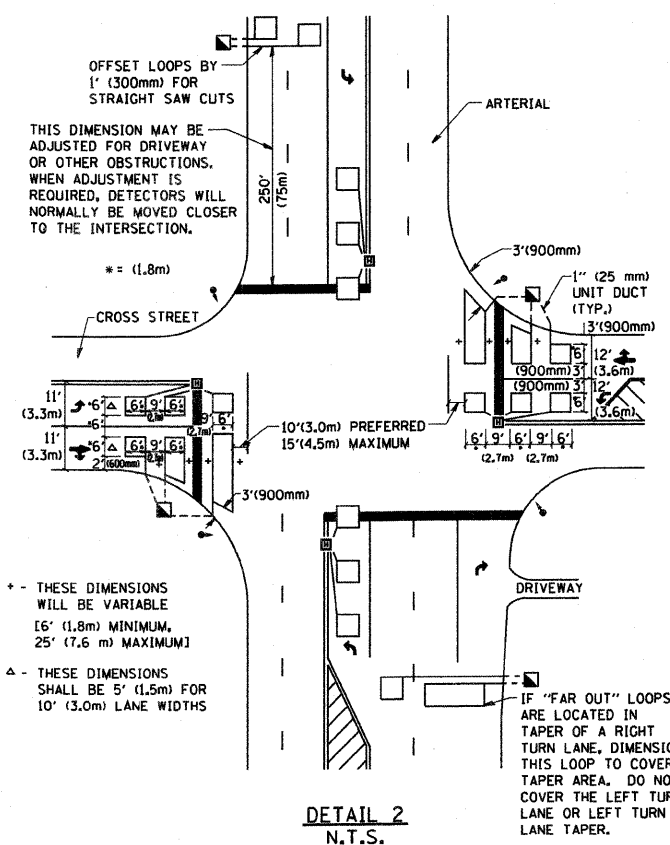 OFFSET LOOPS BY
1' (300mm) FOR
STRAIGHT SAW CUTS
ARTERIAL
THIS DIMENSION MAY BE
ADJUSTED FOR DRIVEWAY
OR OTHER OBSTRUCTIONS.
WHEN ADJUSTMENT IS
REQUIRED, DETECTORS WILL
NORMALLY BE MOVED CLOSER
TO THE INTERSECTION.
250'
(75m)
* = (1.8m)
3'(900mm)
1" (25 mm)
UNIT DUCT
(TYP.)
CROSS STREET
3'(900mm)
6'
12'
(3.6m)
(900mm) 3'
(900mm) 3'
12'
6'
(3.6m)
6' 9' 6' 9' 6'
(2.7m) (2.7m)
11'
(3.3m)
6'
6' 9' 6'
6'
9' 6'
(2.7m)
11'
(3.3m)
6'
6' 9' 6'
2' (600mm)
10'(3.0m) PREFERRED
15'(4.5m) MAXIMUM
3'(900mm)
+ - THESE DIMENSIONS
WILL BE VARIABLE
[6' (1.8m) MINIMUM,
25' (7.6 m) MAXIMUM]
Δ - THESE DIMENSIONS
SHALL BE 5' (1.5m) FOR
10' (3.0m) LANE WIDTHS
DRIVEWAY
IF "FAR OUT" LOOPS
ARE LOCATED IN
TAPER OF A RIGHT
TURN LANE, DIMENSIO
THIS LOOP TO COVER
TAPER AREA. DO NO
COVER THE LEFT TUR
LANE OR LEFT TURN
LANE TAPER.
DETAIL 2
N.T.S.